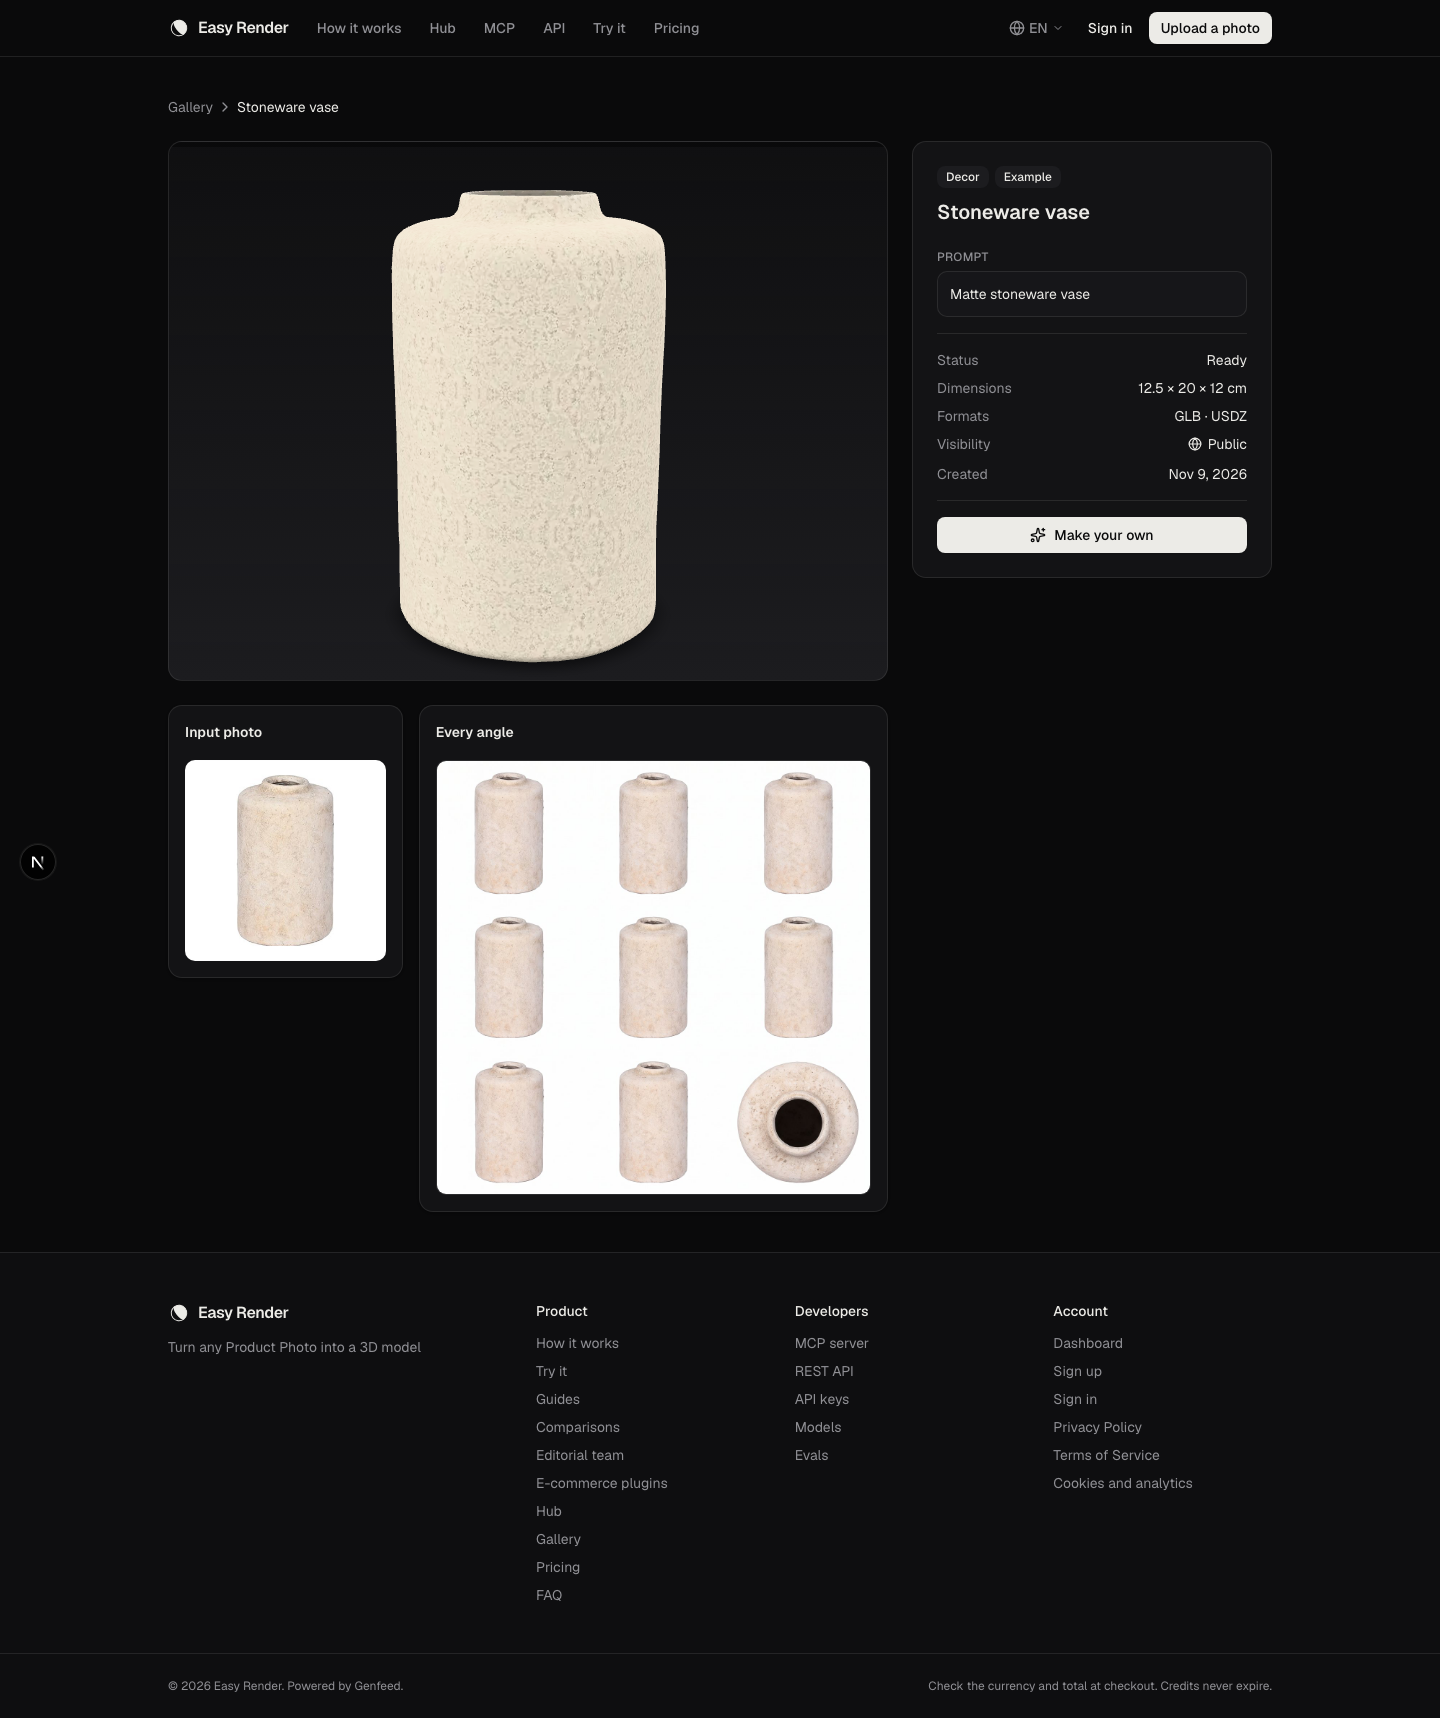 Easy Render
How it works
Hub
MCP
API
Try it
Pricing
EN
Sign in
Upload a photo
Gallery
Stoneware vase
Decor
Example
Stoneware vase
PROMPT
Matte stoneware vase
Status
Ready
Dimensions
12.5 × 20 × 12 cm
Formats
GLB · USDZ
Visibility
Public
Created
Nov 9, 2026
Make your own
Input photo
Every angle
N
Easy Render
Turn any Product Photo into a 3D model
Product
How it works
Try it
Guides
Comparisons
Editorial team
E-commerce plugins
Hub
Gallery
Pricing
FAQ
Developers
MCP server
REST API
API keys
Models
Evals
Account
Dashboard
Sign up
Sign in
Privacy Policy
Terms of Service
Cookies and analytics
© 2026 Easy Render. Powered by Genfeed.
Check the currency and total at checkout. Credits never expire.